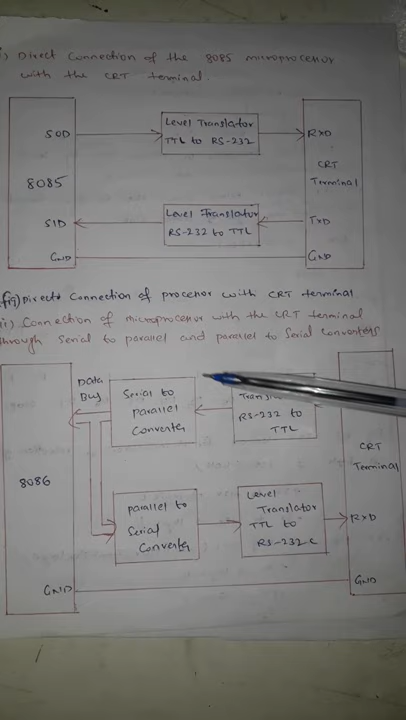 i) Direct Connection of the 8085 microprocessor
with the CRT terminal.
SOD
Level Translator
TTL to RS-232
RXD
CRT
Terminal
8085
SID
Level Translator
RS-232 to TTL
TXD
GND
GND
fig) Direct Connection of processor with CRT terminal
ii) Connection of microprocessor with the CRT terminal
through Serial to parallel and parallel to Serial Converters
Data
Bus
Serial to
parallel
Converter
RS-232 to
TTL
CRT
Terminal
8086
parallel to
Serial
Converter
Level
Translator
TTL to
RS-232-C
RXD
GND
GND